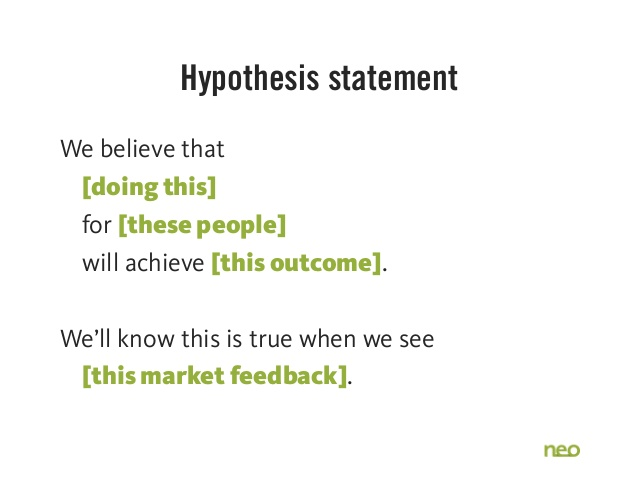 Hypothesis statement
We believe that
[doing this]
for [these people]
will achieve [this outcome].
We’ll know this is true when we see
[this market feedback].
neo